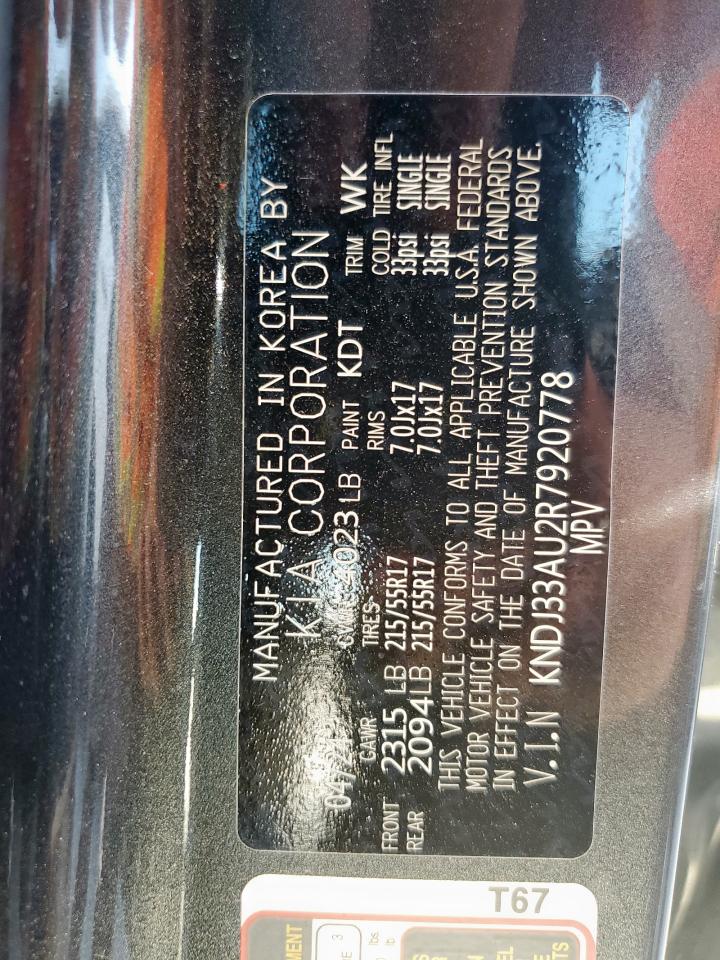 MANUFACTURED IN KOREA BY
KIA CORPORATION
04/24 GVWR 4023 LB PAINT KDT TRIM WK
GAWR TIRES RIMS COLD TIRE INFL
FRONT 2315 LB 215/55R17 7.0Jx17 33psi SINGLE
REAR 2094LB 215/55R17 7.0Jx17 33psi SINGLE
THIS VEHICLE CONFORMS TO ALL APPLICABLE U.S.A. FEDERAL
MOTOR VEHICLE SAFETY AND THEFT PREVENTION STANDARDS
IN EFFECT ON THE DATE OF MANUFACTURE SHOWN ABOVE.
V.I.N KNDJ33AU2R7920778
MPV
T67